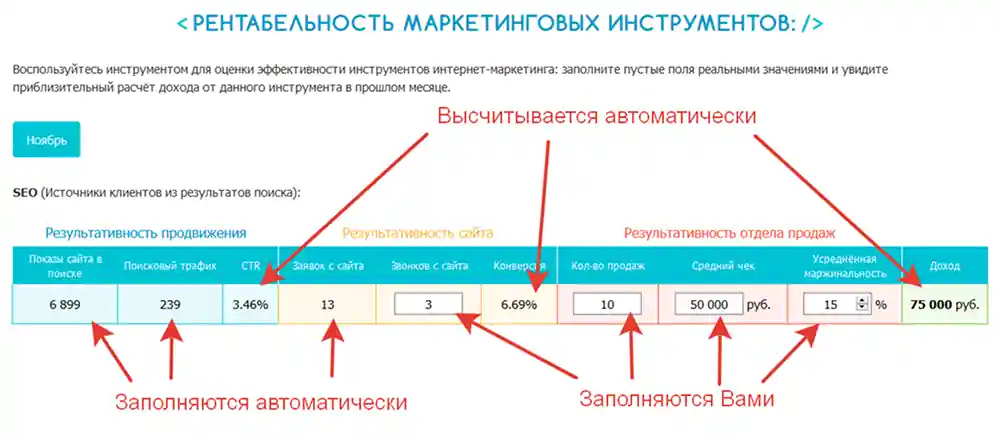 < РЕНТАБЕЛЬНОСТЬ МАРКЕТИНГОВЫХ ИНСТРУМЕНТОВ: />
Воспользуйтесь инструментом для оценки эффективности инструментов интернет-маркетинга: заполните пустые поля реальными значениями и увидите
приблизительный расчёт дохода от данного инструмента в прошлом месяце.
Высчитывается автоматически
Ноябрь
SEO (Источники клиентов из результатов поиска):
Результативность продвижения Результативность сайта Результативность отдела продаж
Показы сайта в поиске Поисковый трафик CTR Заявок с сайта Звонков с сайта Конверсия Кол-во продаж Средний чек Усреднённая маржинальность Доход
6 899 239 3.46% 13 3 6.69% 10 50 000 руб. 15 % 75 000 руб.
Заполняются автоматически Заполняются Вами